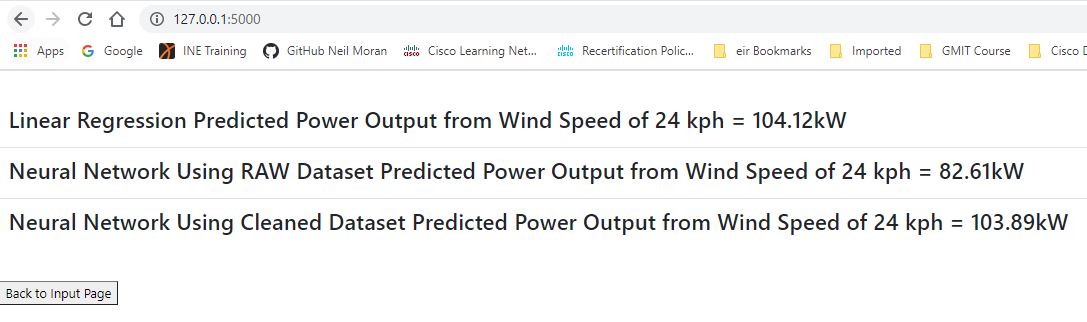 127.0.0.1:5000
Apps Google INE Training GitHub Neil Moran cisco Cisco Learning Net... cisco Recertification Polic... eir Bookmarks Imported GMIT Course Cisco D
Linear Regression Predicted Power Output from Wind Speed of 24 kph = 104.12kW
Neural Network Using RAW Dataset Predicted Power Output from Wind Speed of 24 kph = 82.61kW
Neural Network Using Cleaned Dataset Predicted Power Output from Wind Speed of 24 kph = 103.89kW
Back to Input Page